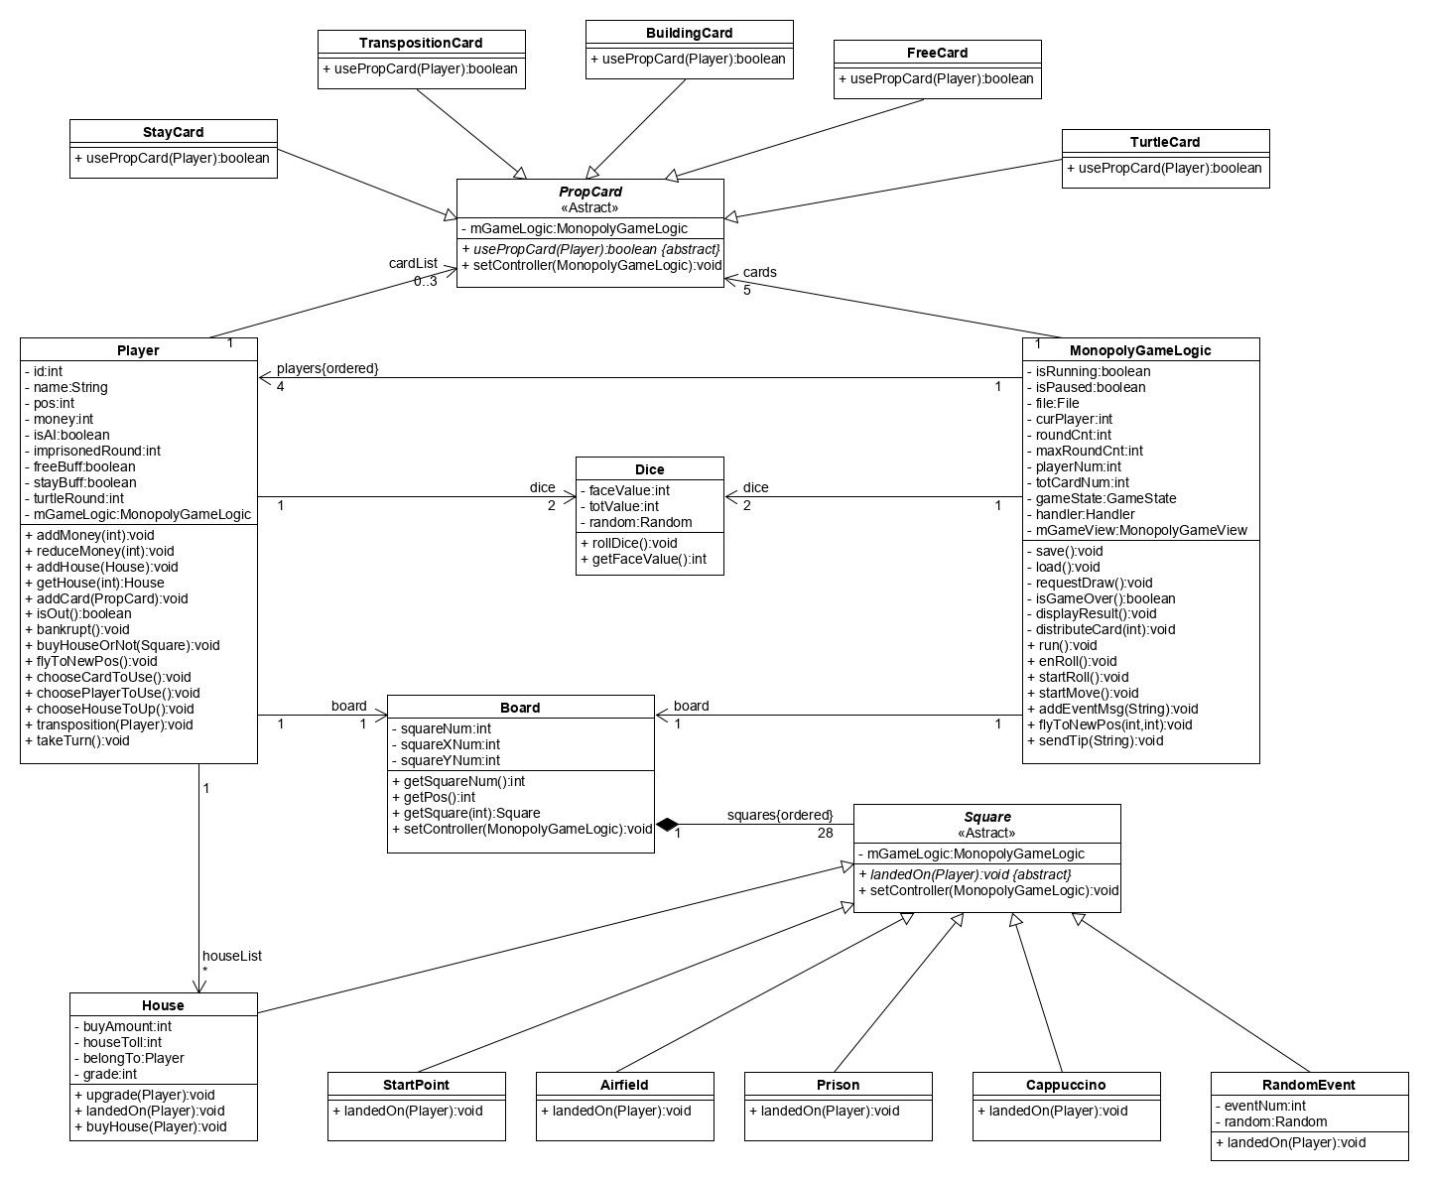 BuildingCard
+ usePropCard(Player):boolean
TranspositionCard
+ usePropCard(Player):boolean
FreeCard
+ usePropCard(Player):boolean
StayCard
+ usePropCard(Player):boolean
TurtleCard
+ usePropCard(Player):boolean
PropCard
«Astract»
- mGameLogic:MonopolyGameLogic
+ usePropCard(Player):boolean {abstract}
+ setController(MonopolyGameLogic):void
cardList
0..3
cards
5
1
1
Player
- id:int
- name:String
- pos:int
- money:int
- isAI:boolean
- imprisonedRound:int
- freeBuff:boolean
- stayBuff:boolean
- turtleRound:int
- mGameLogic:MonopolyGameLogic
+ addMoney(int):void
+ reduceMoney(int):void
+ addHouse(House):void
+ getHouse(int):House
+ addCard(PropCard):void
+ isOut():boolean
+ bankrupt():void
+ buyHouseOrNot(Square):void
+ flyToNewPos():void
+ chooseCardToUse():void
+ choosePlayerToUse():void
+ chooseHouseToUp():void
+ transposition(Player):void
+ takeTurn():void
players{ordered}
4
1
MonopolyGameLogic
- isRunning:boolean
- isPaused:boolean
- file:File
- curPlayer:int
- roundCnt:int
- maxRoundCnt:int
- playerNum:int
- totCardNum:int
- gameState:GameState
- handler:Handler
- mGameView:MonopolyGameView
- save():void
- load():void
- requestDraw():void
- isGameOver():boolean
- displayResult():void
- distributeCard(int):void
+ run():void
+ enRoll():void
+ startRoll():void
+ startMove():void
+ addEventMsg(String):void
+ flyToNewPos(int,int):void
+ sendTip(String):void
1
dice
2
Dice
- faceValue:int
- totValue:int
- random:Random
+ rollDice():void
+ getFaceValue():int
dice
2
1
1
board
1
Board
- squareNum:int
- squareXNum:int
- squareYNum:int
+ getSquareNum():int
+ getPos():int
+ getSquare(int):Square
+ setController(MonopolyGameLogic):void
board
1
1
1
squares{ordered}
1
28
Square
«Astract»
- mGameLogic:MonopolyGameLogic
+ landedOn(Player):void {abstract}
+ setController(MonopolyGameLogic):void
houseList
*
House
- buyAmount:int
- houseToll:int
- belongTo:Player
- grade:int
+ upgrade(Player):void
+ landedOn(Player):void
+ buyHouse(Player):void
StartPoint
+ landedOn(Player):void
Airfield
+ landedOn(Player):void
Prison
+ landedOn(Player):void
Cappuccino
+ landedOn(Player):void
RandomEvent
- eventNum:int
- random:Random
+ landedOn(Player):void